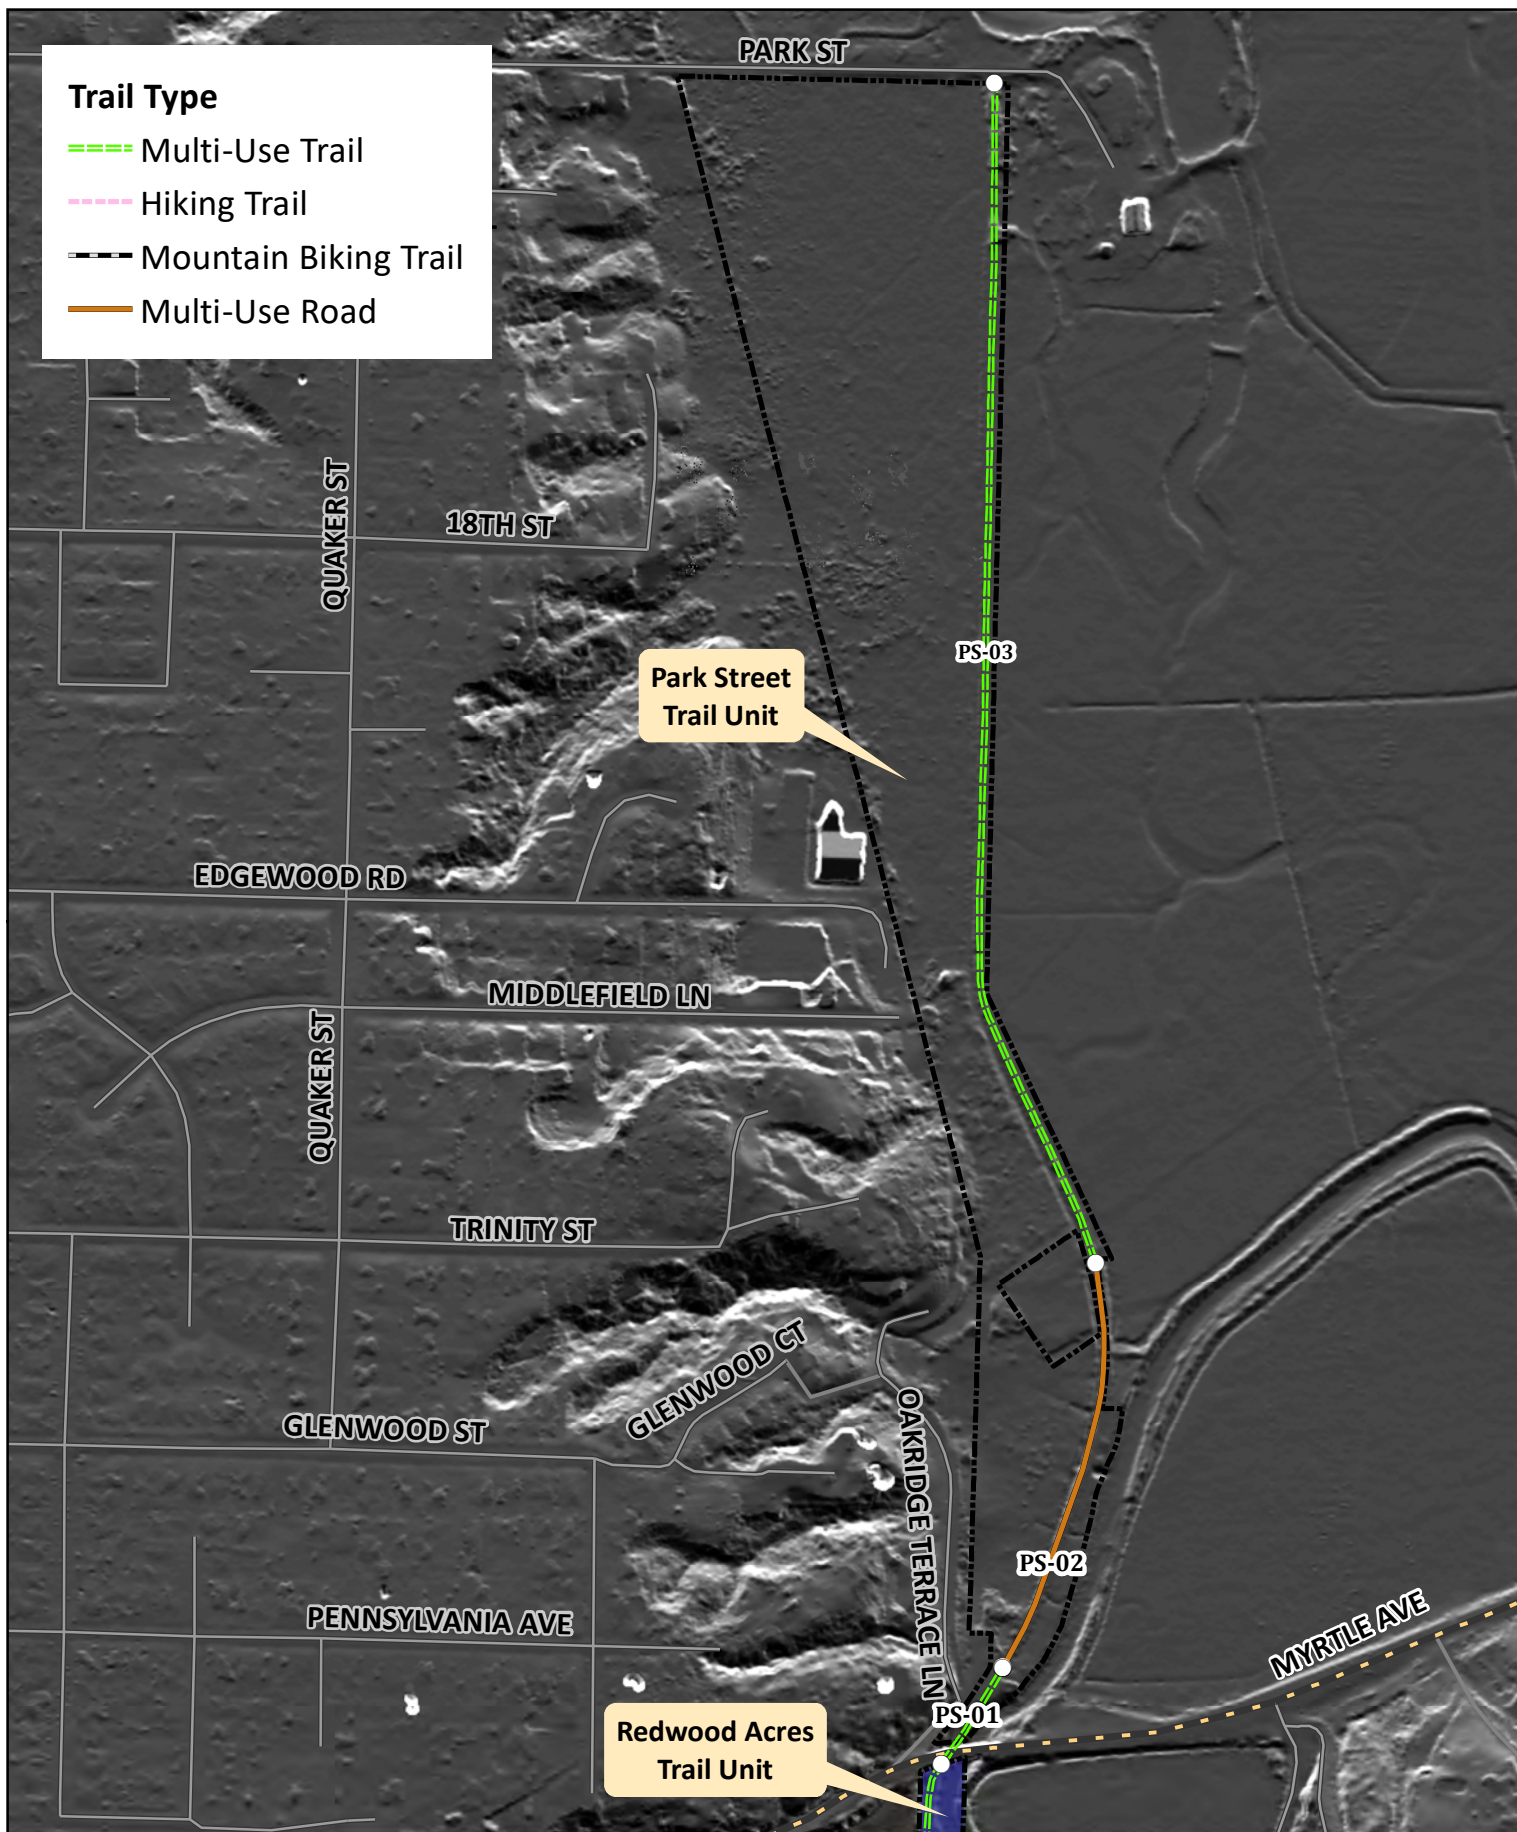 PARK ST
Trail Type
Multi-Use Trail
Hiking Trail
Mountain Biking Trail
Multi-Use Road
QUAKER ST
18TH ST
PS-03
Park Street
Trail Unit
EDGEWOOD RD
MIDDLEFIELD LN
QUAKER ST
TRINITY ST
GLENWOOD CT
GLENWOOD ST
OAKRIDGE TERRACE LN
PS-02
PENNSYLVANIA AVE
MYRTLE AVE
PS-01
Redwood Acres
Trail Unit